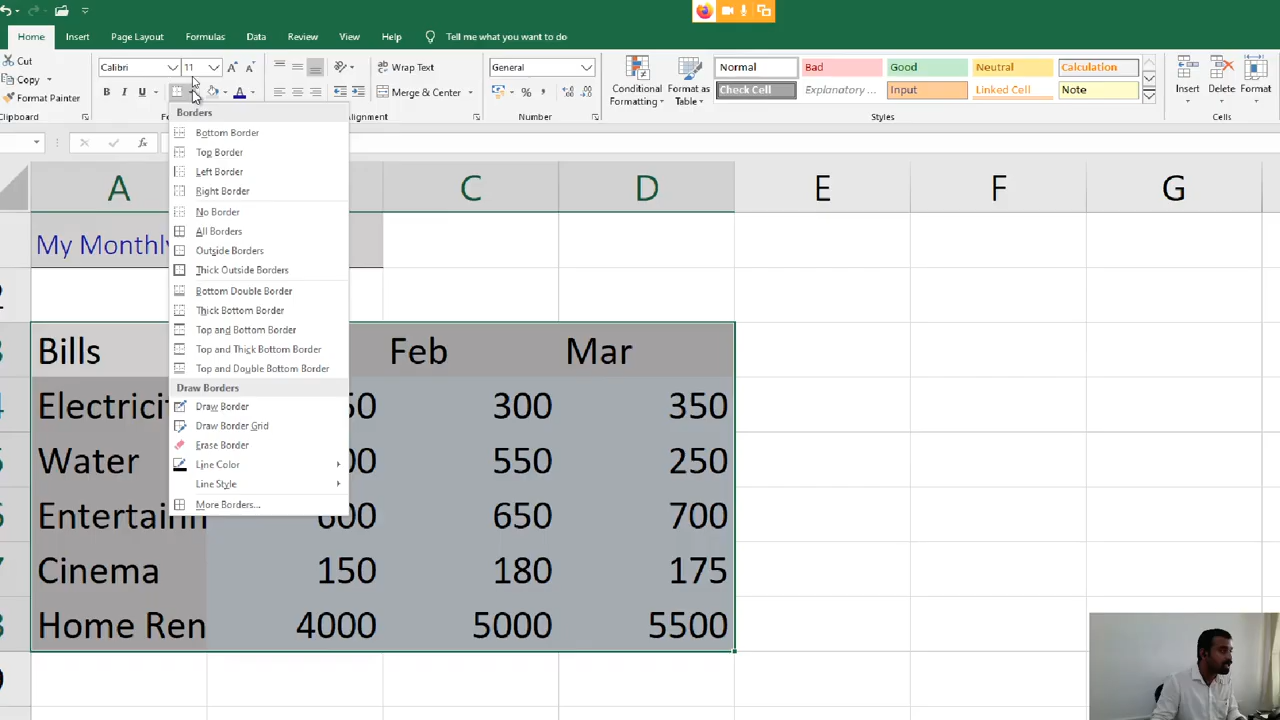 Home Insert Page Layout Formulas Data Review View Help Tell me what you want to do
Cut
Copy
Format Painter
Clipboard
Calibri 11
B I U A
Wrap Text
Merge & Center
Alignment
General
% ,
Number
Conditional Formatting
Format as Table
Normal Bad Good Neutral Calculation
Check Cell Explanatory ... Input Linked Cell Note
Styles
Insert Delete Format
Cells
fx
Borders
Bottom Border
Top Border
Left Border
Right Border
No Border
All Borders
Outside Borders
Thick Outside Borders
Bottom Double Border
Thick Bottom Border
Top and Bottom Border
Top and Thick Bottom Border
Top and Double Bottom Border
Draw Borders
Draw Border
Draw Border Grid
Erase Border
Line Color
Line Style
More Borders...
A C D E F G
My Monthly
Bills Feb Mar
300 350
Water 550 250
600 650 700
Cinema 150 180 175
Home Ren 4000 5000 5500